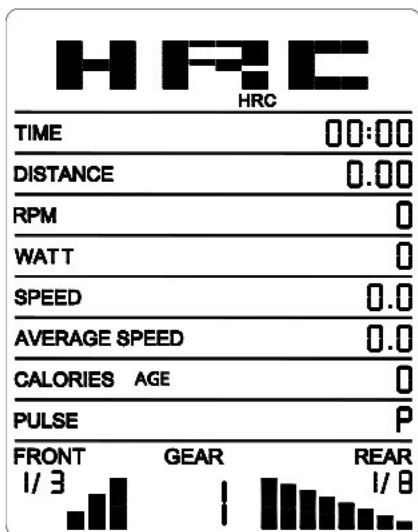 HRC
HRC
TIME 00:00
DISTANCE 0.00
RPM 0
WATT 0
SPEED 0.0
AVERAGE SPEED 0.0
CALORIES AGE 0
PULSE P
FRONT GEAR REAR
1/3 1 1/8